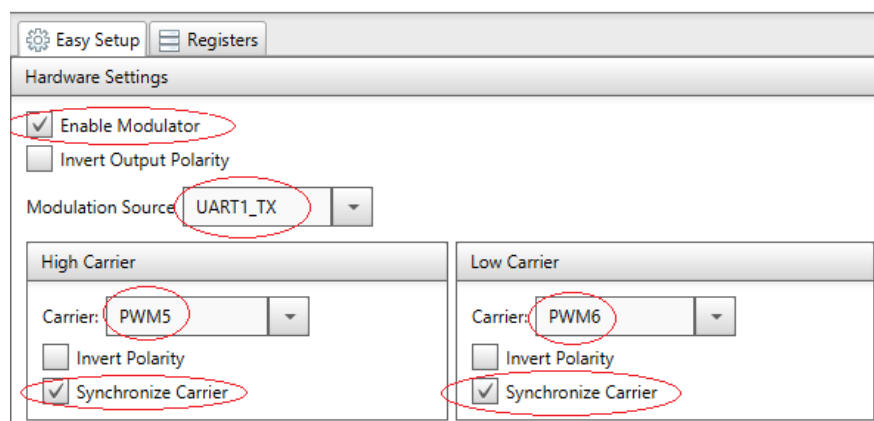 Easy Setup Registers
Hardware Settings
Enable Modulator
Invert Output Polarity
Modulation Source UART1_TX
High Carrier
Carrier: PWM5
Invert Polarity
Synchronize Carrier
Low Carrier
Carrier: PWM6
Invert Polarity
Synchronize Carrier